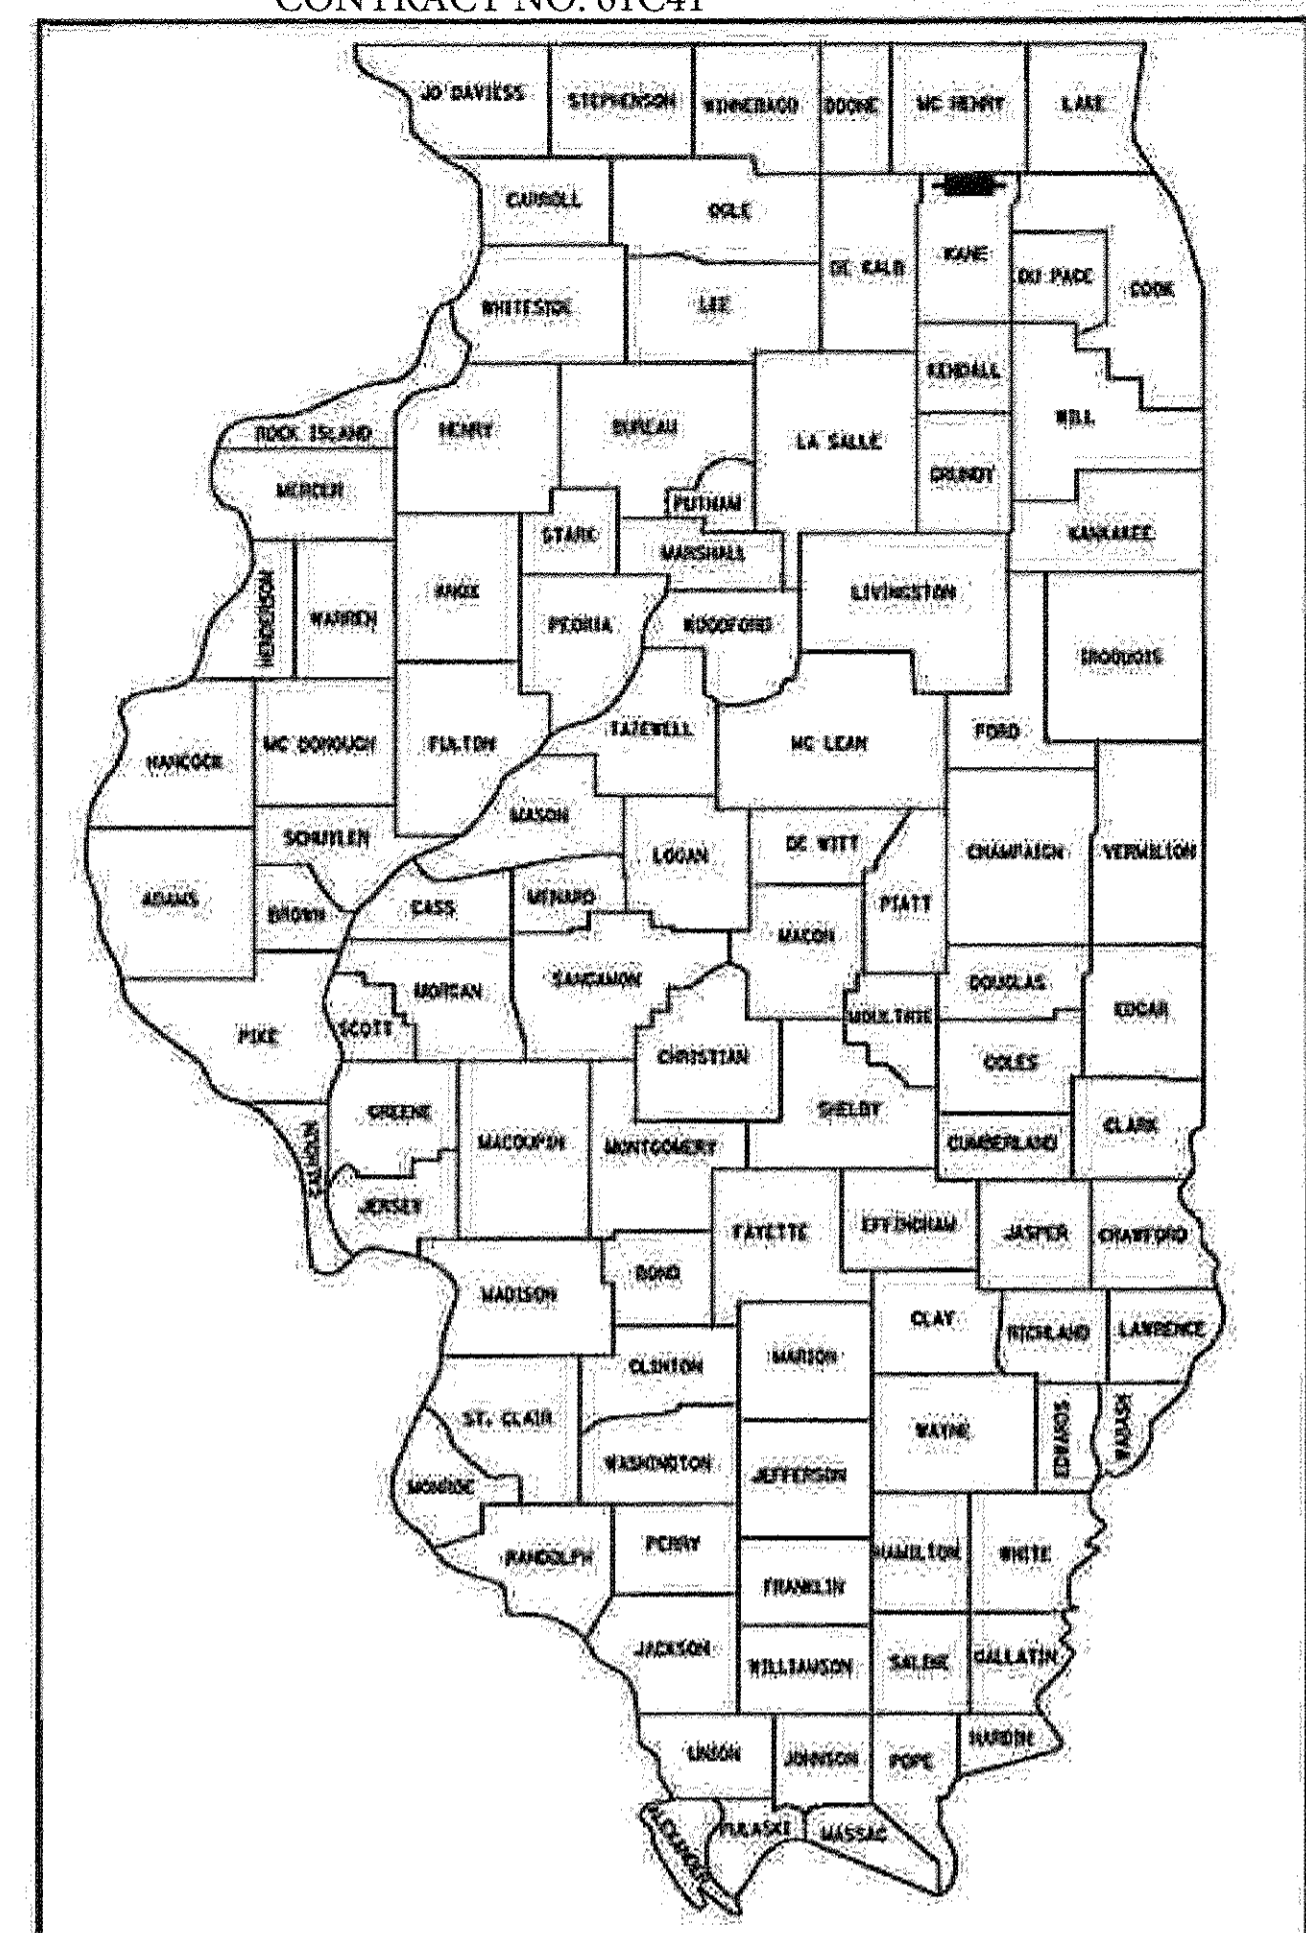 CONTRACT NO. 61C41
JO DAVIESS
STEPHENSON
WINNEBAGO
BOONE
MC HENRY
LAKE
CARROLL
OGLE
DE KALB
KANE
DU PAGE
COOK
WHITESIDE
LEE
KENDALL
ROCK ISLAND
HENRY
BUREAU
LA SALLE
WILL
GRUNDY
MERCER
PUTNAM
STARK
MARSHALL
KANKAKEE
HENDERSON
WARREN
KNOX
PEORIA
WOODFORD
LIVINGSTON
IROQUOIS
HANCOCK
MC DONOUGH
FULTON
TAZEWELL
MC LEAN
FORD
SCHUYLER
MASON
LOGAN
DE WITT
CHAMPAIGN
VERMILION
ADAMS
BROWN
CASS
MENARD
MACON
PIATT
PIKE
SCOTT
MORGAN
SANGAMON
CHRISTIAN
MOULTRIE
DOUGLAS
EDGAR
COLES
CALHOUN
GREENE
MACOUPIN
MONTGOMERY
SHELBY
CUMBERLAND
CLARK
JERSEY
FAYETTE
EFFINGHAM
JASPER
CRAWFORD
MADISON
BOND
CLAY
RICHLAND
LAWRENCE
CLINTON
MARION
ST. CLAIR
WAYNE
EDWARDS
WABASH
MONROE
WASHINGTON
JEFFERSON
RANDOLPH
PERRY
FRANKLIN
HAMILTON
WHITE
JACKSON
WILLIAMSON
SALINE
GALLATIN
UNION
JOHNSON
POPE
HARDIN
ALEXANDER
PULASKI
MASSAC